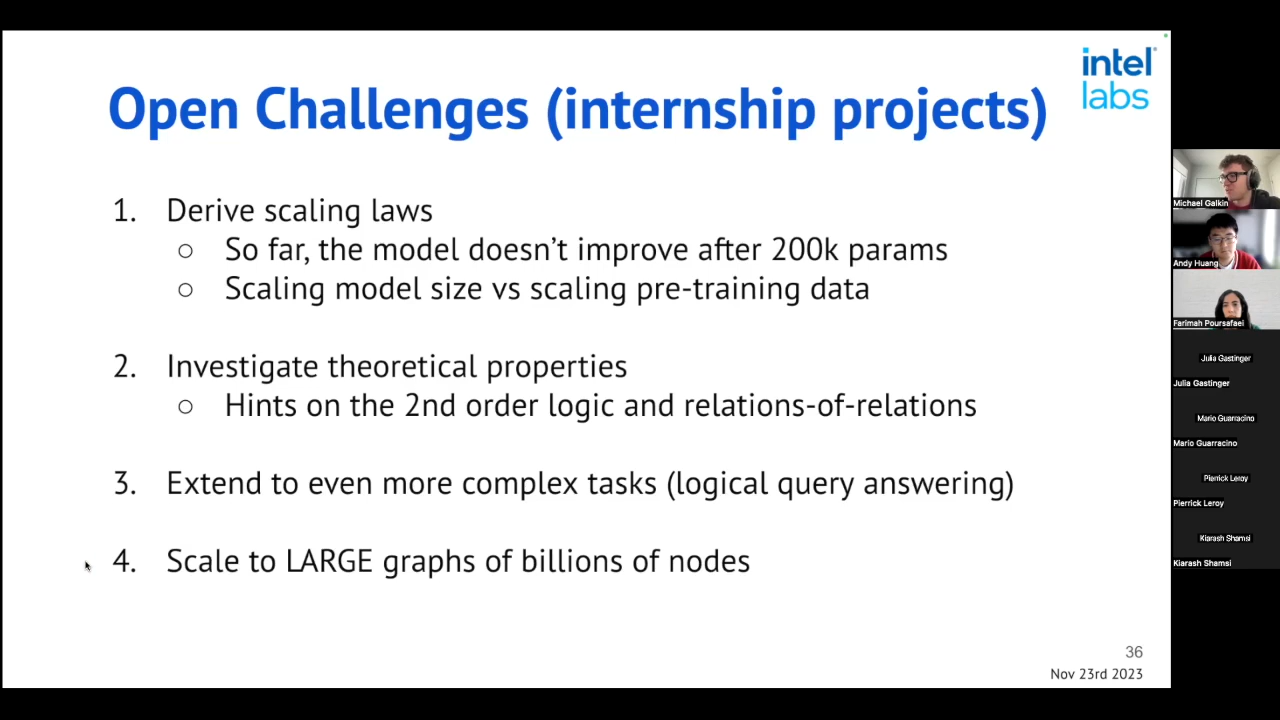 intel
labs
Open Challenges (internship projects)
1. Derive scaling laws
○ So far, the model doesn't improve after 200k params
○ Scaling model size vs scaling pre-training data
2. Investigate theoretical properties
○ Hints on the 2nd order logic and relations-of-relations
3. Extend to even more complex tasks (logical query answering)
4. Scale to LARGE graphs of billions of nodes
36
Nov 23rd 2023
Michael Galkin
Andy Huang
Farimah Poursafaei
Julia Gastinger
Julia Gastinger
Mario Guarracino
Mario Guarracino
Pierrick Leroy
Pierrick Leroy
Kiarash Shamsi
Kiarash Shamsi